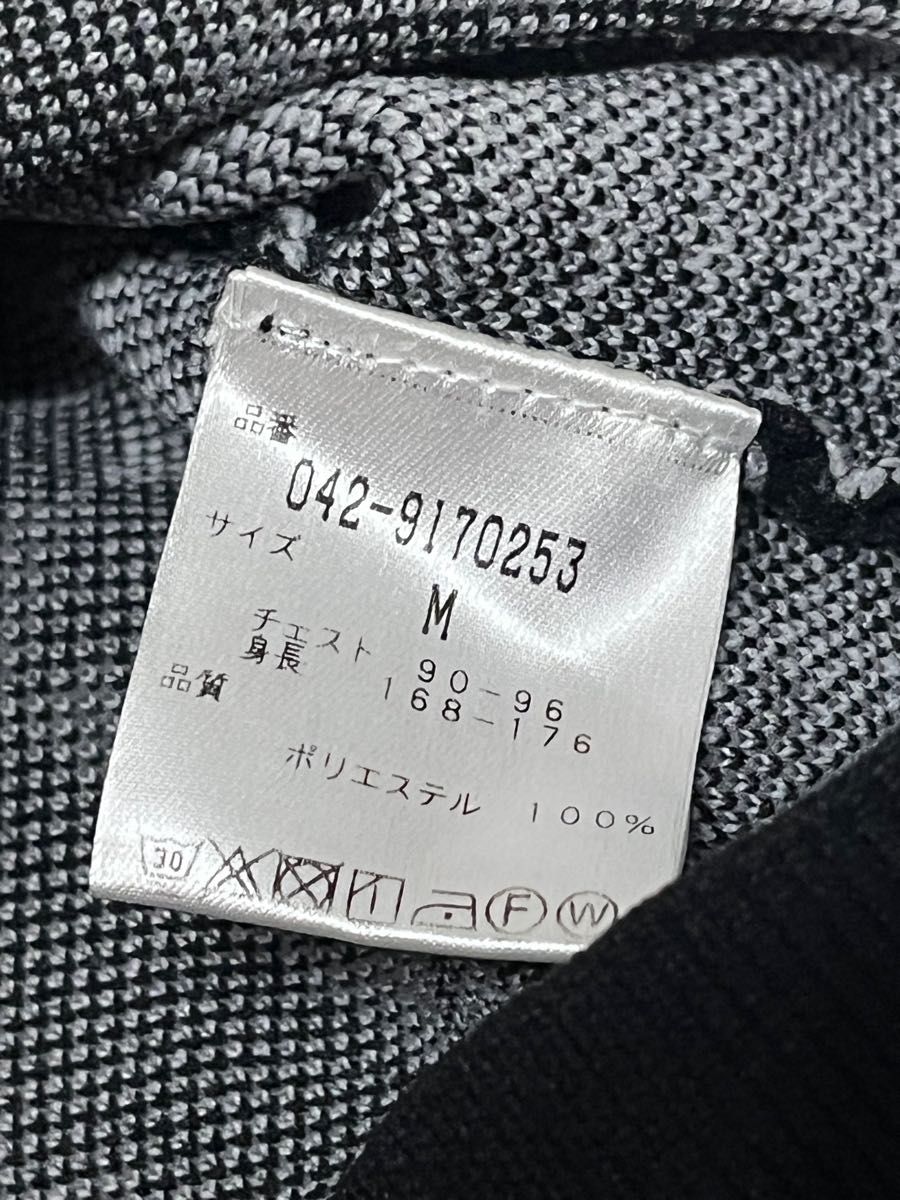 品番
042-9170253
サイズ
M
チェスト 90-96
身長 168-176
品質
ポリエステル 100%
30
F W